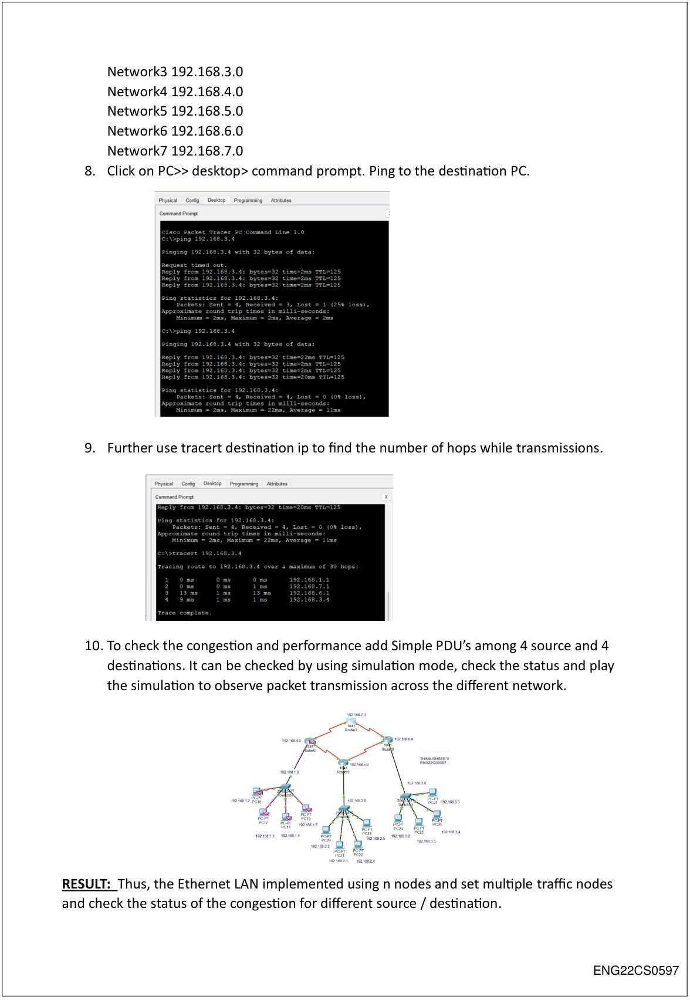 Network3 192.168.3.0
Network4 192.168.4.0
Network5 192.168.5.0
Network6 192.168.6.0
Network7 192.168.7.0
8. Click on PC>> desktop> command prompt. Ping to the destination PC.
Physical Config Desktop Programming Attributes
Command Prompt
Cisco Packet Tracer PC Command Line 1.0
C:\>ping 192.168.3.4
Pinging 192.168.3.4 with 32 bytes of data:
Request timed out.
Reply from 192.168.3.4: bytes=32 time=2ms TTL=125
Reply from 192.168.3.4: bytes=32 time=2ms TTL=125
Reply from 192.168.3.4: bytes=32 time=2ms TTL=125
Ping statistics for 192.168.3.4:
Packets: Sent = 4, Received = 3, Lost = 1 (25% loss),
Approximate round trip times in milli-seconds:
Minimum = 2ms, Maximum = 2ms, Average = 2ms
C:\>ping 192.168.3.4
Pinging 192.168.3.4 with 32 bytes of data:
Reply from 192.168.3.4: bytes=32 time=22ms TTL=125
Reply from 192.168.3.4: bytes=32 time=2ms TTL=125
Reply from 192.168.3.4: bytes=32 time=2ms TTL=125
Reply from 192.168.3.4: bytes=32 time=20ms TTL=125
Ping statistics for 192.168.3.4:
Packets: Sent = 4, Received = 4, Lost = 0 (0% loss),
Approximate round trip times in milli-seconds:
Minimum = 2ms, Maximum = 22ms, Average = 11ms
9. Further use tracert destination ip to find the number of hops while transmissions.
Physical Config Desktop Programming Attributes
Command Prompt X
Reply from 192.168.3.4: bytes=32 time=20ms TTL=125
Ping statistics for 192.168.3.4:
Packets: Sent = 4, Received = 4, Lost = 0 (0% loss),
Approximate round trip times in milli-seconds:
Minimum = 2ms, Maximum = 22ms, Average = 11ms
C:\>tracert 192.168.3.4
Tracing route to 192.168.3.4 over a maximum of 30 hops:
1 0 ms 0 ms 0 ms 192.168.1.1
2 0 ms 0 ms 1 ms 192.168.7.1
3 13 ms 1 ms 13 ms 192.168.6.1
4 9 ms 1 ms 1 ms 192.168.3.4
Trace complete.
10. To check the congestion and performance add Simple PDU's among 4 source and 4
destinations. It can be checked by using simulation mode, check the status and play
the simulation to observe packet transmission across the different network.
192.168.7.0
1841
Router7
192.168.4.0
1841
192.168.6.0
1841
192.168.5.0
1841
Router9
THANUSHREE V
ENG22CS0597
192.168.1.0
192.168.3.0
192.168.2.0
192.168.1.2
PC-PT
PC16
PC-PT
PC17
PC-PT
PC18
PC-PT
PC19
192.168.1.5
192.168.1.3
192.168.1.4
PC-PT
PC20
192.168.2.2
PC-PT
PC21
192.168.2.3
PC-PT
PC22
192.168.2.4
PC-PT
PC23
192.168.2.5
PC-PT
PC24
192.168.3.2
PC-PT
PC25
192.168.3.3
PC-PT
PC26
192.168.3.4
PC-PT
PC27
192.168.3.5
RESULT: Thus, the Ethernet LAN implemented using n nodes and set multiple traffic nodes
and check the status of the congestion for different source / destination.
ENG22CS0597